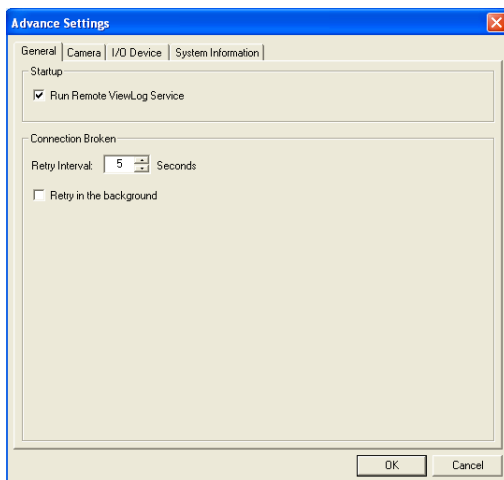 Advance Settings
General Camera I/O Device System Information
Startup
Run Remote ViewLog Service
Connection Broken
Retry Interval: 5 Seconds
Retry in the background
OK Cancel